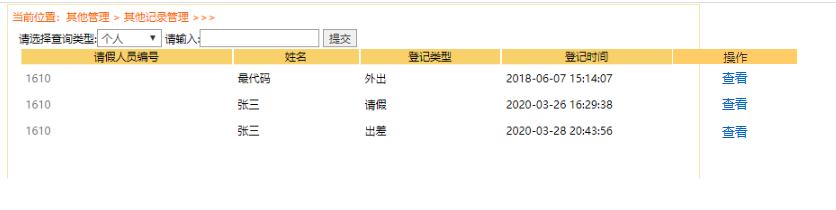 当前位置：其他管理 > 其他记录管理 >>>
请选择查询类型:个人 请输入: 提交
请假人员编号 姓名 登记类型 登记时间 操作
1610 最代码 外出 2018-06-07 15:14:07 查看
1610 张三 请假 2020-03-26 16:29:38 查看
1610 张三 出差 2020-03-28 20:43:56 查看